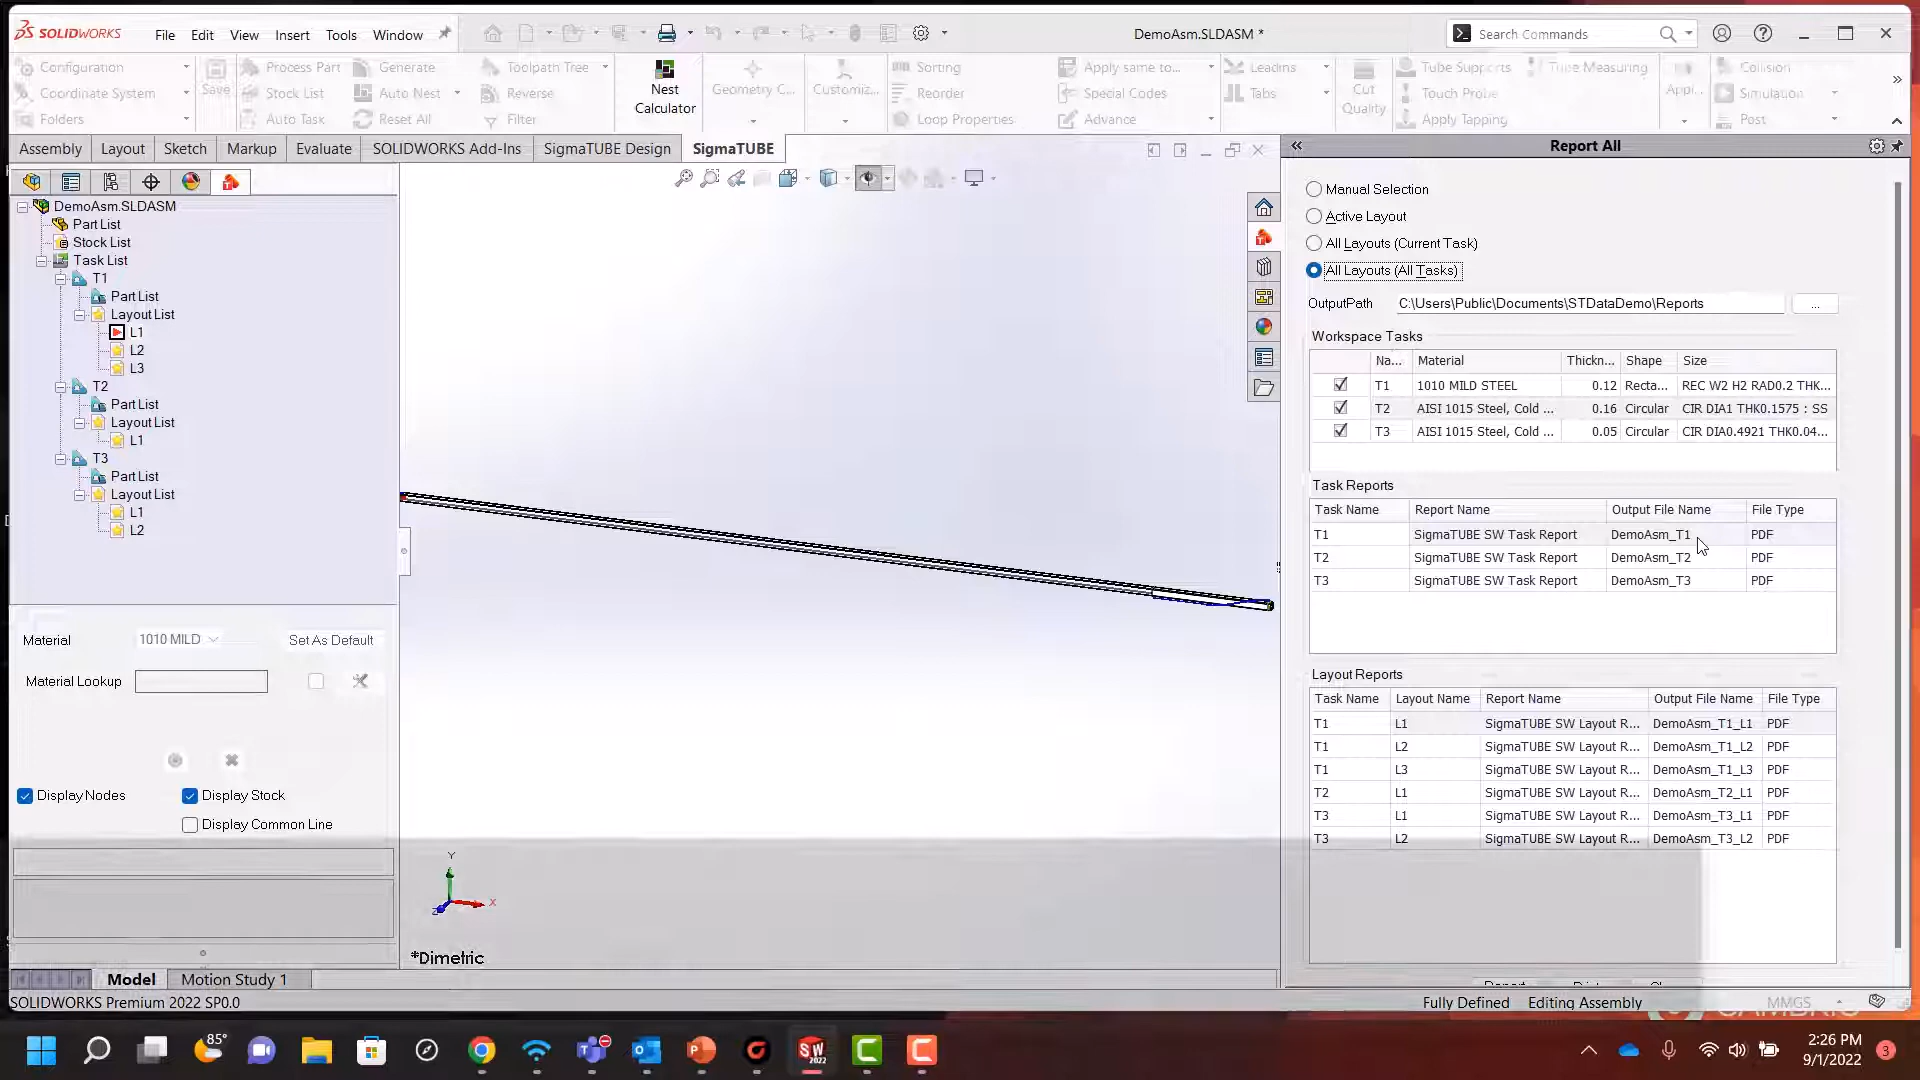 SOLIDWORKS File Edit View Insert Tools Window DemoAsm.SLDASM * Search Commands
Configuration Process Part Generate Toolpath Tree Sorting Apply same to... Leadins Tube Supports Tube Measuring Collision
Save Nest Calculator Geometry C... Customiz... Cut Quality Appl...
Coordinate System Stock List Auto Nest Reverse Reorder Special Codes Tabs Touch Probe Simulation
Folders Auto Task Reset All Filter Loop Properties Advance Apply Tapping Post
Assembly Layout Sketch Markup Evaluate SOLIDWORKS Add-Ins SigmaTUBE Design SigmaTUBE
DemoAsm.SLDASM
Part List
Stock List
Task List
T1
Part List
Layout List
L1
L2
L3
T2
Part List
Layout List
L1
T3
Part List
Layout List
L1
L2
Material 1010 MILD Set As Default
Material Lookup
Display Nodes Display Stock
Display Common Line
Y
X
Z
*Dimetric
Report All
Manual Selection
Active Layout
All Layouts (Current Task)
All Layouts (All Tasks)
OutputPath C:\Users\Public\Documents\STDataDemo\Reports ...
Workspace Tasks
Na... Material Thickn... Shape Size
T1 1010 MILD STEEL 0.12 Recta... REC W2 H2 RAD0.2 THK...
T2 AISI 1015 Steel, Cold ... 0.16 Circular CIR DIA1 THK0.1575 : SS
T3 AISI 1015 Steel, Cold ... 0.05 Circular CIR DIA0.4921 THK0.04...
Task Reports
Task Name Report Name Output File Name File Type
T1 SigmaTUBE SW Task Report DemoAsm_T1 PDF
T2 SigmaTUBE SW Task Report DemoAsm_T2 PDF
T3 SigmaTUBE SW Task Report DemoAsm_T3 PDF
Layout Reports
Task Name Layout Name Report Name Output File Name File Type
T1 L1 SigmaTUBE SW Layout R... DemoAsm_T1_L1 PDF
T1 L2 SigmaTUBE SW Layout R... DemoAsm_T1_L2 PDF
T1 L3 SigmaTUBE SW Layout R... DemoAsm_T1_L3 PDF
T2 L1 SigmaTUBE SW Layout R... DemoAsm_T2_L1 PDF
T3 L1 SigmaTUBE SW Layout R... DemoAsm_T3_L1 PDF
T3 L2 SigmaTUBE SW Layout R... DemoAsm_T3_L2 PDF
Model Motion Study 1
SOLIDWORKS Premium 2022 SP0.0 Fully Defined Editing Assembly MMGS
85°
SW 2022
2:26 PM
9/1/2022
3